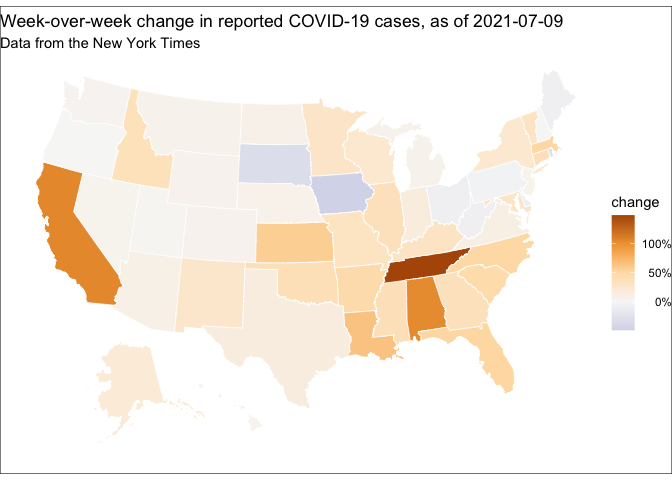 Week-over-week change in reported COVID-19 cases, as of 2021-07-09
Data from the New York Times
change
100%
50%
0%